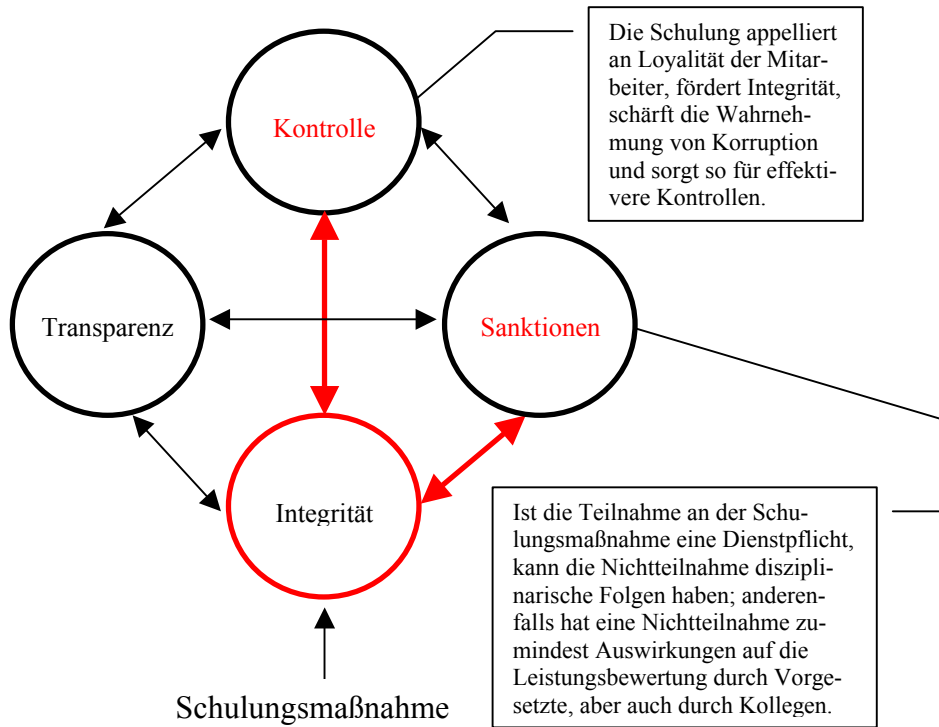 Die Schulung appelliert
an Loyalität der Mitar-
beiter, fördert Integrität,
schärft die Wahrneh-
mung von Korruption
und sorgt so für effekti-
vere Kontrollen.
Kontrolle
Transparenz
Sanktionen
Integrität
Ist die Teilnahme an der Schu-
lungsmaßnahme eine Dienstpflicht,
kann die Nichtteilnahme diszipli-
narische Folgen haben; anderen-
falls hat eine Nichtteilnahme zu-
mindest Auswirkungen auf die
Leistungsbewertung durch Vorge-
setzte, aber auch durch Kollegen.
Schulungsmaßnahme